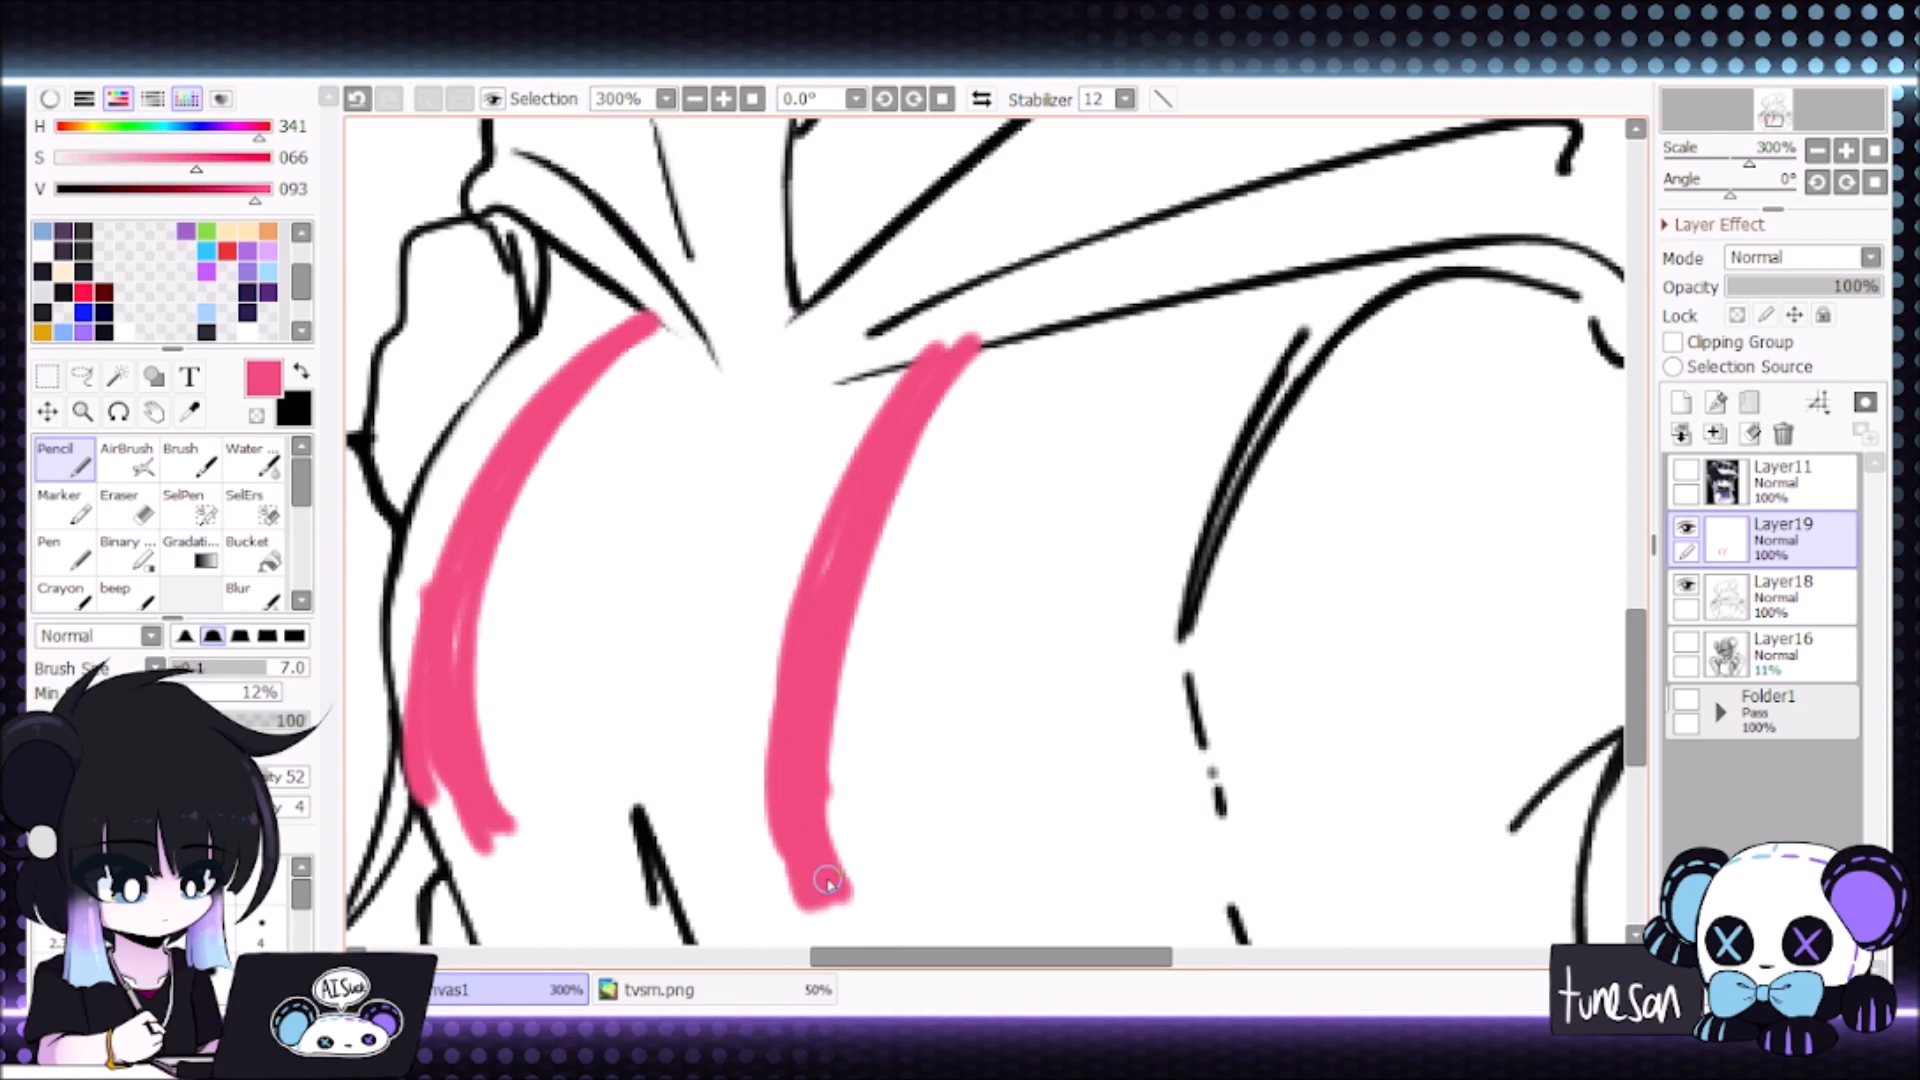 Selection 300% 0.0° Stabilizer 12
H 341
S 066
V 093
Scale 300%
Angle 0°
Layer Effect
Mode Normal
Opacity 100%
Lock
Clipping Group
Selection Source
T
Pencil AirBrush Brush Water ...
Marker Eraser SelPen SelErs
Pen Binary ... Gradati... Bucket
Crayon beep Blur
Normal
Brush 7.0
Min 12%
100
52
4
4
Layer11
Normal
100%
Layer19
Normal
100%
Layer18
Normal
100%
Layer16
Normal
11%
Folder1
Pass
100%
nvas1 300% tvsm.png 50%
AI Suck
tunesan